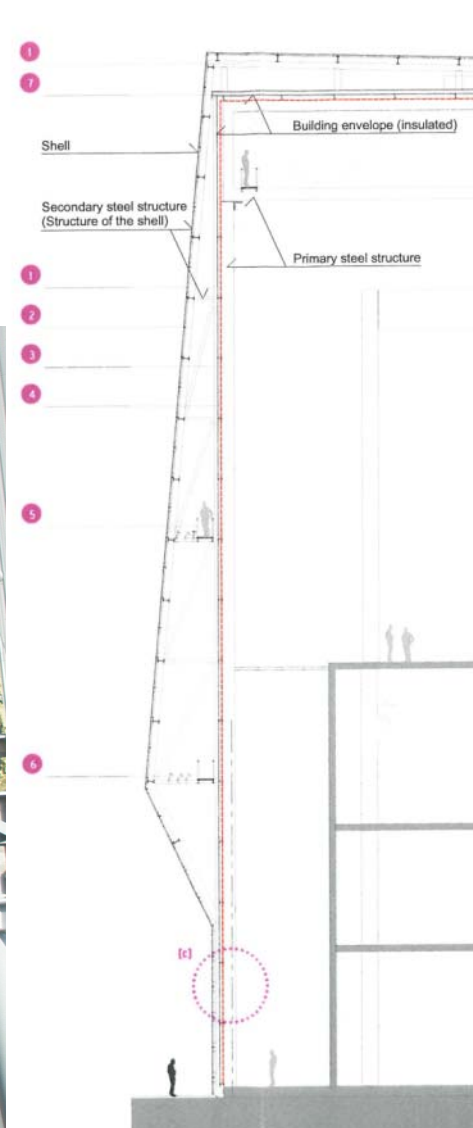 1
7
Building envelope (insulated)
Shell
Secondary steel structure
(Structure of the shell)
Primary steel structure
1
2
3
4
5
6
(c)